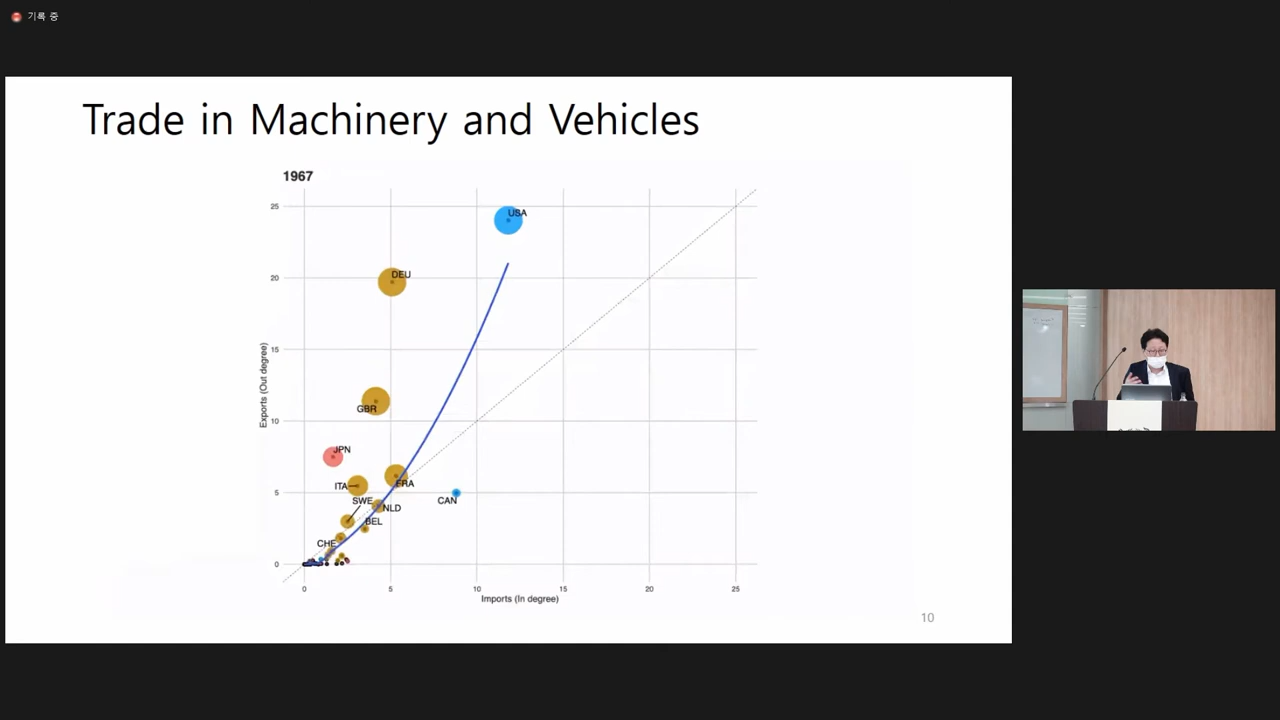 기록 중
Trade in Machinery and Vehicles
1967
25
20
15
10
5
0
Exports (Out degree)
USA
DEU
GBR
JPN
ITA
FRA
SWE
NLD
CAN
BEL
CHE
0
5
10
15
20
25
Imports (In degree)
10